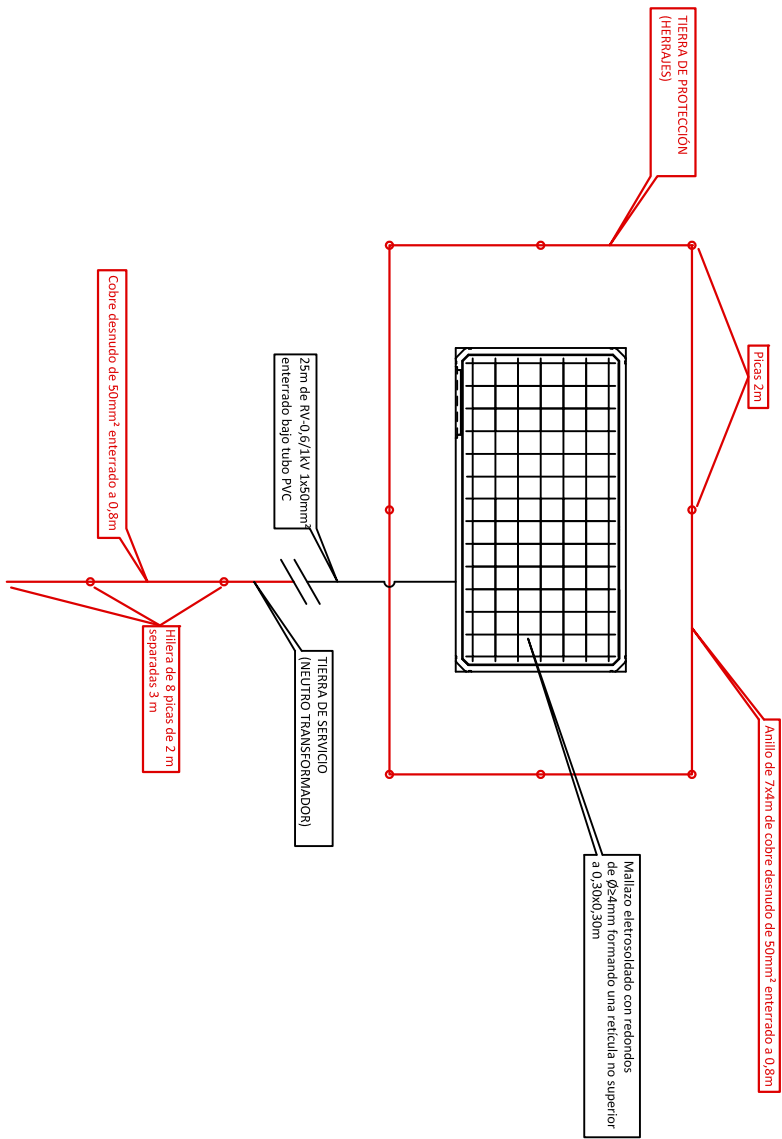 TIERRA DE PROTECCIÓN
(HERRAJES)
Picas 2m
Anillo de 7x4m de cobre desnudo de 50mm² enterrado a 0,8m
Mallazo eletrosoldado con redondos
de Ø≥4mm formando una reticula no superior
a 0,30x0,30m
25m de RV-0,6/1kV 1x50mm²
enterrado bajo tubo PVC
TIERRA DE SERVICIO
(NEUTRO TRANSFORMADOR)
Cobre desnudo de 50mm² enterrado a 0,8m
Hilera de 8 picas de 2 m
separadas 3 m